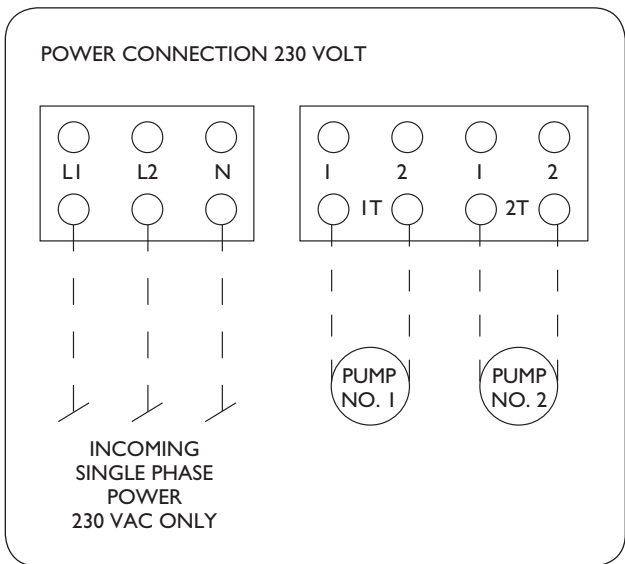 POWER CONNECTION 230 VOLT
L1 L2 N
1 2 1 2
1T 2T
PUMP NO. 1
PUMP NO. 2
INCOMING
SINGLE PHASE
POWER
230 VAC ONLY